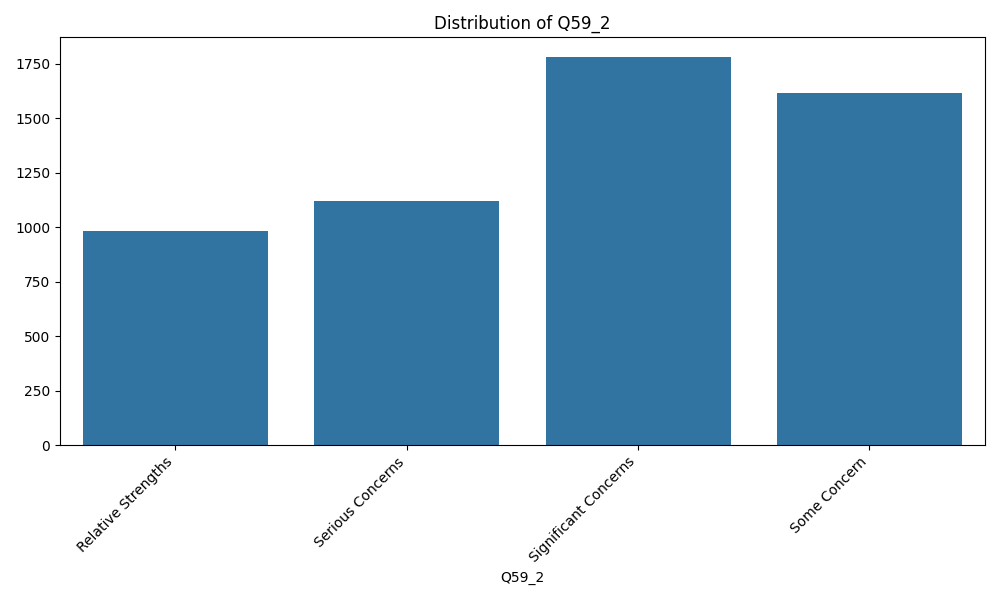 Distribution of Q59_2
1750
1500
1250
1000
750
500
250
0
Relative Strengths
Serious Concerns
Significant Concerns
Some Concern
Q59_2